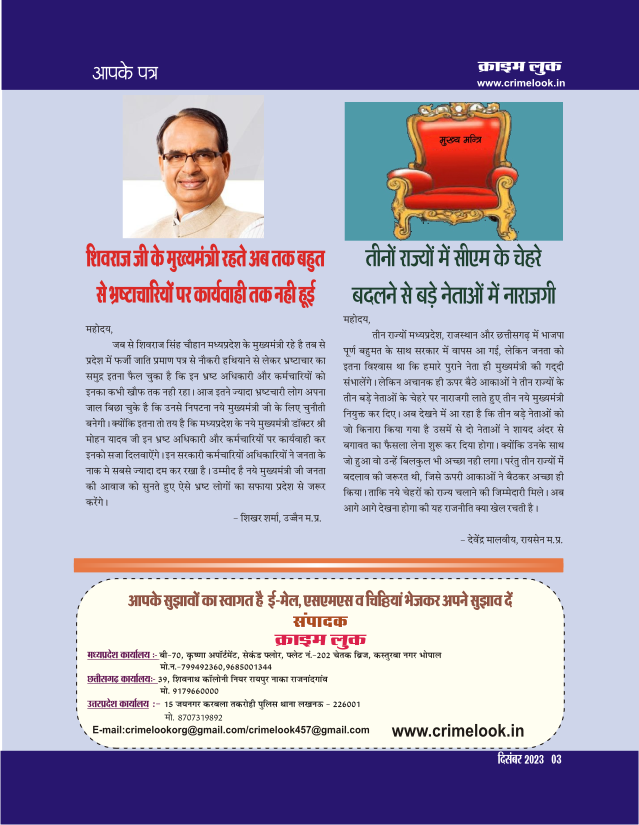 आपके पत्र
क्राइम लुक
www.crimelook.in
मुख्य मन्त्रि
शिवराज जी के मुख्यमंत्री रहते अब तक बहुत
से भ्रष्टाचारियों पर कार्यवाही तक नही हुई
महोदय,
जब से शिवराज सिंह चौहान मध्यप्रदेश के मुख्यमंत्री रहे है तब से
प्रदेश में फर्जी जाति प्रमाण पत्र से नौकरी हथियाने से लेकर भ्रष्टाचार का
समुद्र इतना फैल चुका है कि इन भ्रष्ट अधिकारी और कर्मचारियों को
इनका कभी खौफ तक नही रहा। आज इतने ज्यादा भ्रष्टचारी लोग अपना
जाल बिछा चुके है कि उनसे निपटना नये मुख्यमंत्री जी के लिए चुनौती
बनेगी। क्योंकि इतना तो तय है कि मध्यप्रदेश के नये मुख्यमंत्री डॉक्टर श्री
मोहन यादव जी इन भ्रष्ट अधिकारी और कर्मचारियों पर कार्यवाही कर
इनको सजा दिलवाऐंगे। इन सरकारी कर्मचारियों अधिकारियों ने जनता के
नाक मे सबसे ज्यादा दम कर रखा है। उम्मीद है नये मुख्यमंत्री जी जनता
की आवाज को सुनते हुए ऐसे भ्रष्ट लोगों का सफाया प्रदेश से जरूर
करेंगे।
– शिखर शर्मा, उज्जैन म.प्र.
तीनों राज्यों में सीएम के चेहरे
बदलने से बड़े नेताओं में नाराजगी
महोदय,
तीन राज्यों मध्यप्रदेश, राजस्थान और छत्तीसगढ़ में भाजपा
पूर्ण बहुमत के साथ सरकार में वापस आ गई, लेकिन जनता को
इतना विश्वास था कि हमारे पुराने नेता ही मुख्यमंत्री की गद्दी
संभालेंगे। लेकिन अचानक ही ऊपर बैठे आकाओं ने तीन राज्यों के
तीन बड़े नेताओं के चेहरे पर नाराजगी लाते हुए तीन नये मुख्यमंत्री
नियुक्त कर दिए। अब देखने में आ रहा है कि तीन बड़े नेताओं को
जो किनारा किया गया है उसमें से दो नेताओं ने शायद अंदर से
बगावत का फैसला लेना शुरू कर दिया होगा। क्योंकि उनके साथ
जो हुआ वो उन्हें बिलकुल भी अच्छा नही लगा। परंतु तीन राज्यों में
बदलाव की जरूरत थी, जिसे ऊपरी आकाओं ने बैठकर अच्छा ही
किया। ताकि नये चेहरों को राज्य चलाने की जिम्मेदारी मिले। अब
आगे आगे देखना होगा की यह राजनीति क्या खेल रचती है।
– देवेंद्र मालवीय, रायसेन म.प्र.
आपके सुझावों का स्वागत है ई-मेल, एसएमएस व चिट्ठियां भेजकर अपने सुझाव दें
संपादक
क्राइम लुक
मध्यप्रदेश कार्यालय :- बी-70, कृष्णा अपॉर्टमेंट, सेकंड फ्लोर, फ्लेट नं.-202 चेतक ब्रिज, कस्तुरबा नगर भोपाल
मो.न.-799492360,9685001344
छत्तीसगढ़ कार्यालयः- 39, शिवनाथ कॉलोनी नियर रायपुर नाका राजनांदगांव
मो. 9179660000
उत्तरप्रदेश कार्यालय :- 15 जयनगर करबला तकरोही पुलिस थाना लखनऊ - 226001
मो. 8707319892
E-mail:crimelookorg@gmail.com/crimelook457@gmail.com
www.crimelook.in
दिसंबर 2023 03